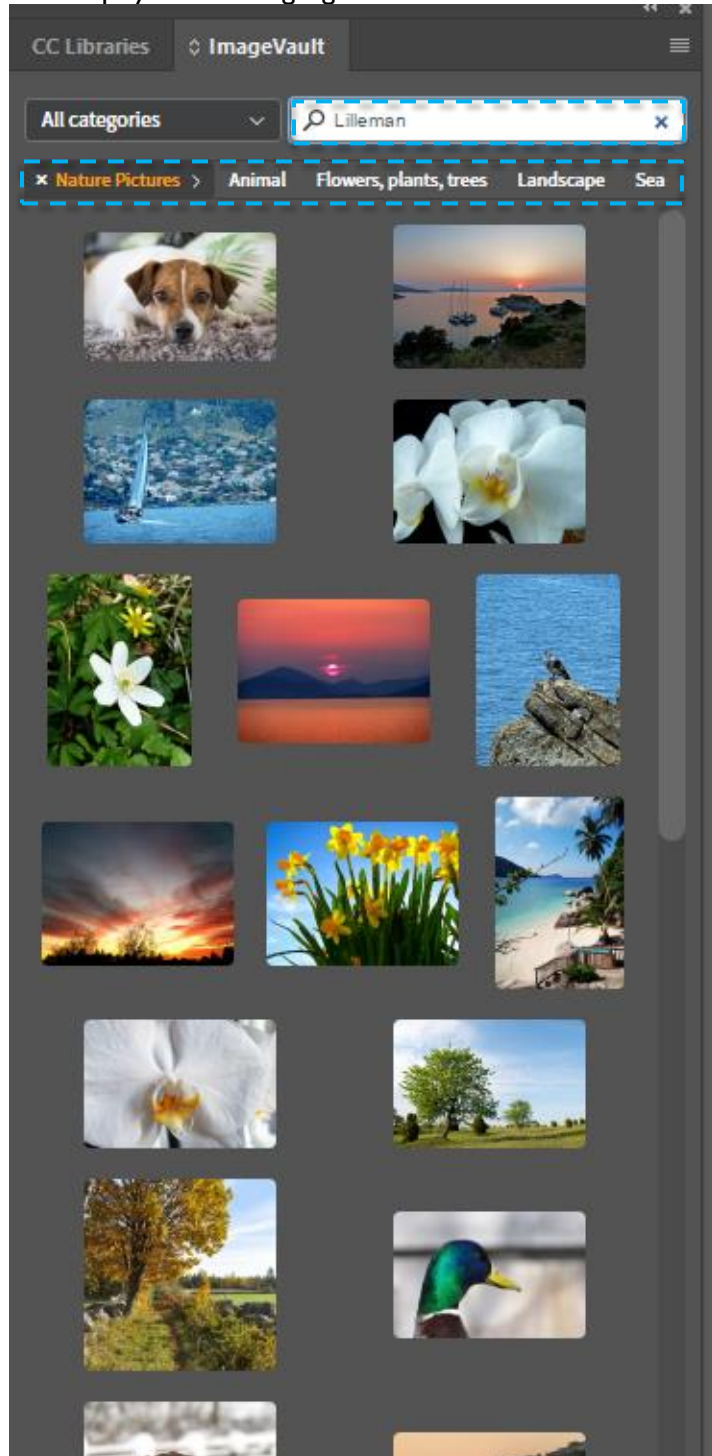 CC Libraries ImageVault
All categories Lilleman
Nature Pictures > Animal Flowers, plants, trees Landscape Sea